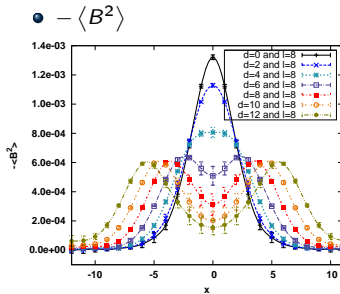 − ⟨B²⟩
1.4e-03
1.2e-03
1.0e-03
8.0e-04
6.0e-04
4.0e-04
2.0e-04
0.0e+00
-<B²>
d=0 and l=8
d=2 and l=8
d=4 and l=8
d=6 and l=8
d=8 and l=8
d=10 and l=8
d=12 and l=8
-10 -5 0 5 10
x